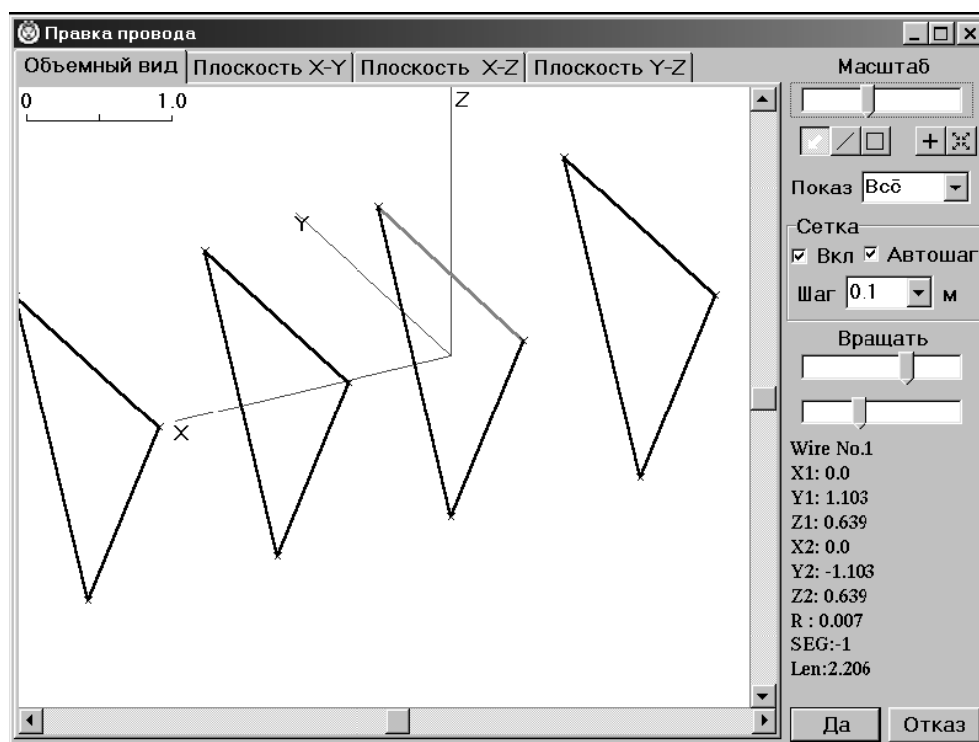 Правка провода
Объемный вид Плоскость X-Y Плоскость X-Z Плоскость Y-Z
Масштаб
0 1.0
Z
Y
X
Показ Всё
Сетка
Вкл Автошаг
Шаг 0.1 м
Вращать
Wire No.1
X1: 0.0
Y1: 1.103
Z1: 0.639
X2: 0.0
Y2: -1.103
Z2: 0.639
R : 0.007
SEG:-1
Len:2.206
Да Отказ